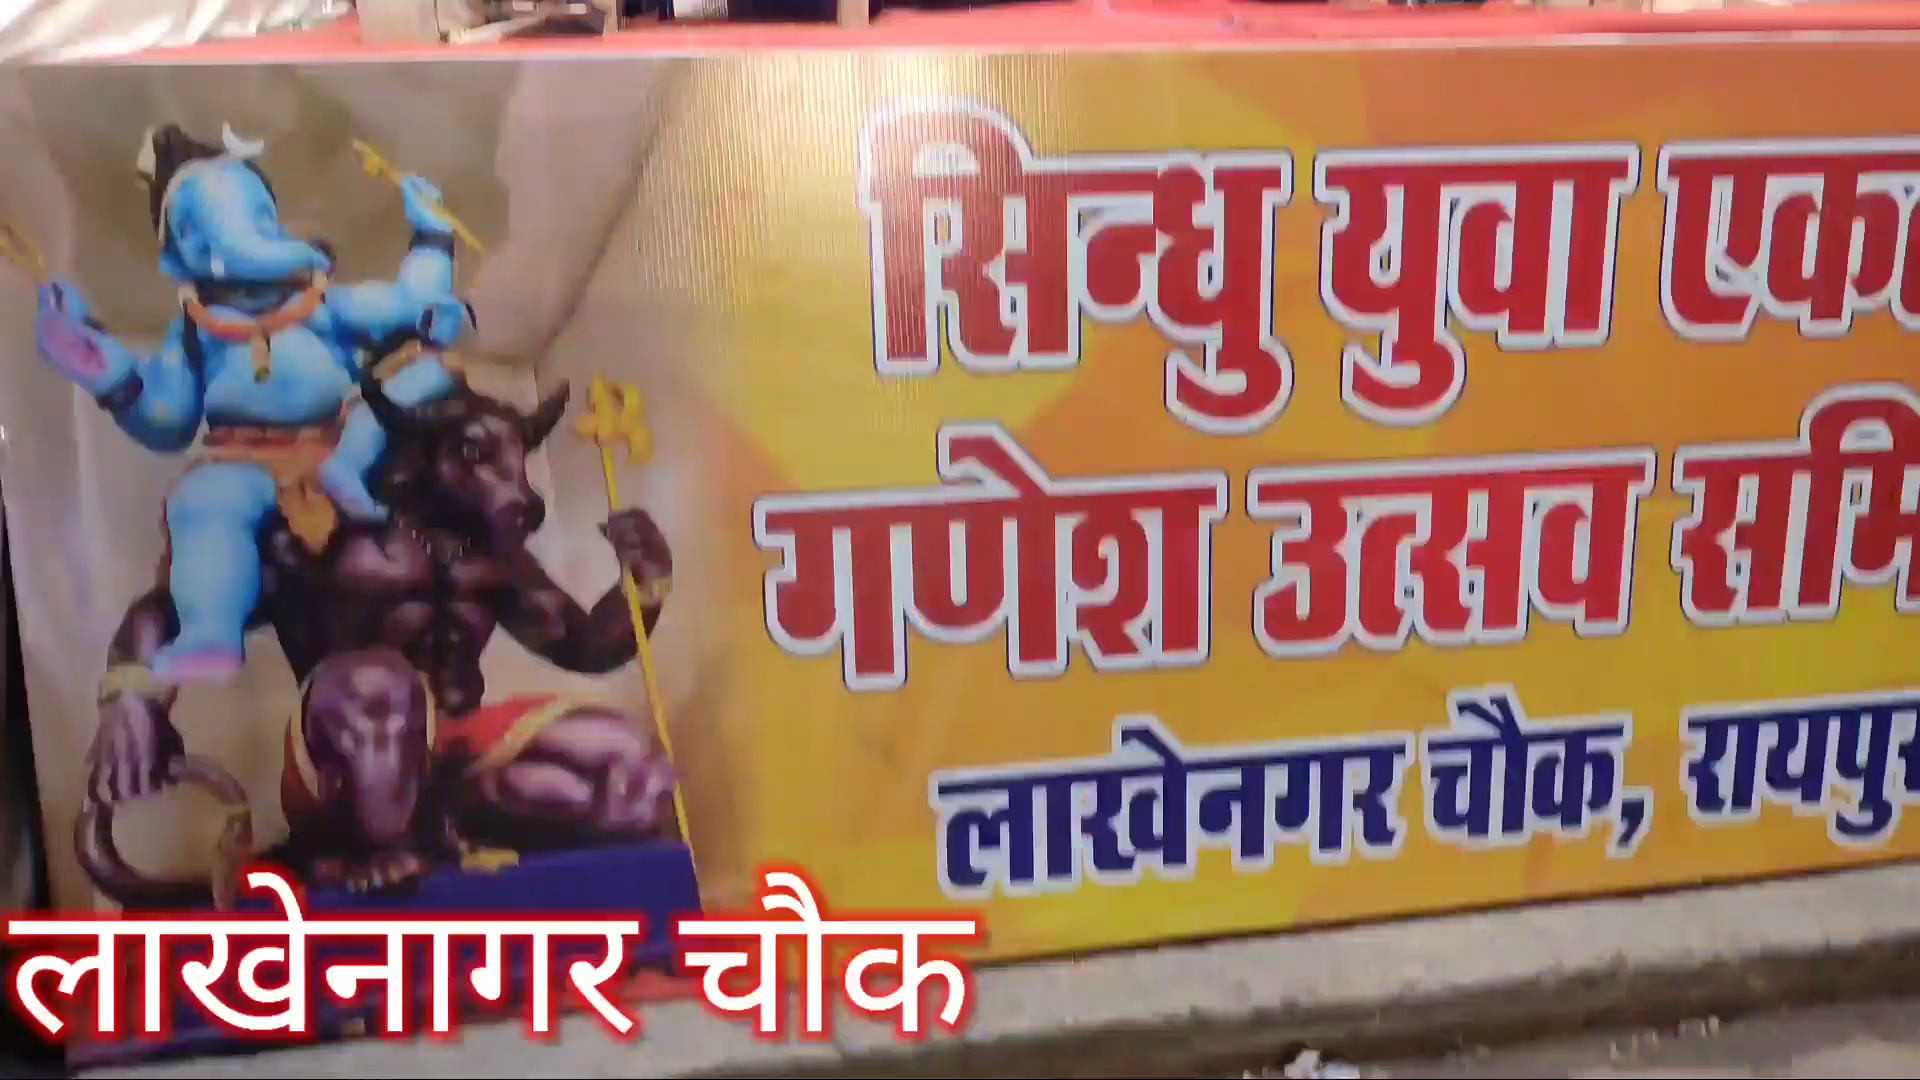 सिन्धु युवा एक
गणेश उत्सव समि
लाखेनगर चौक, रायपुर
लाखेनागर चौक